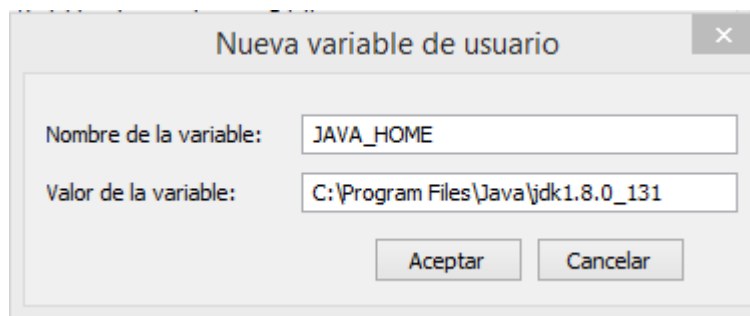 Nueva variable de usuario
Nombre de la variable: JAVA_HOME
Valor de la variable: C:\Program Files\Java\jdk1.8.0_131
Aceptar Cancelar